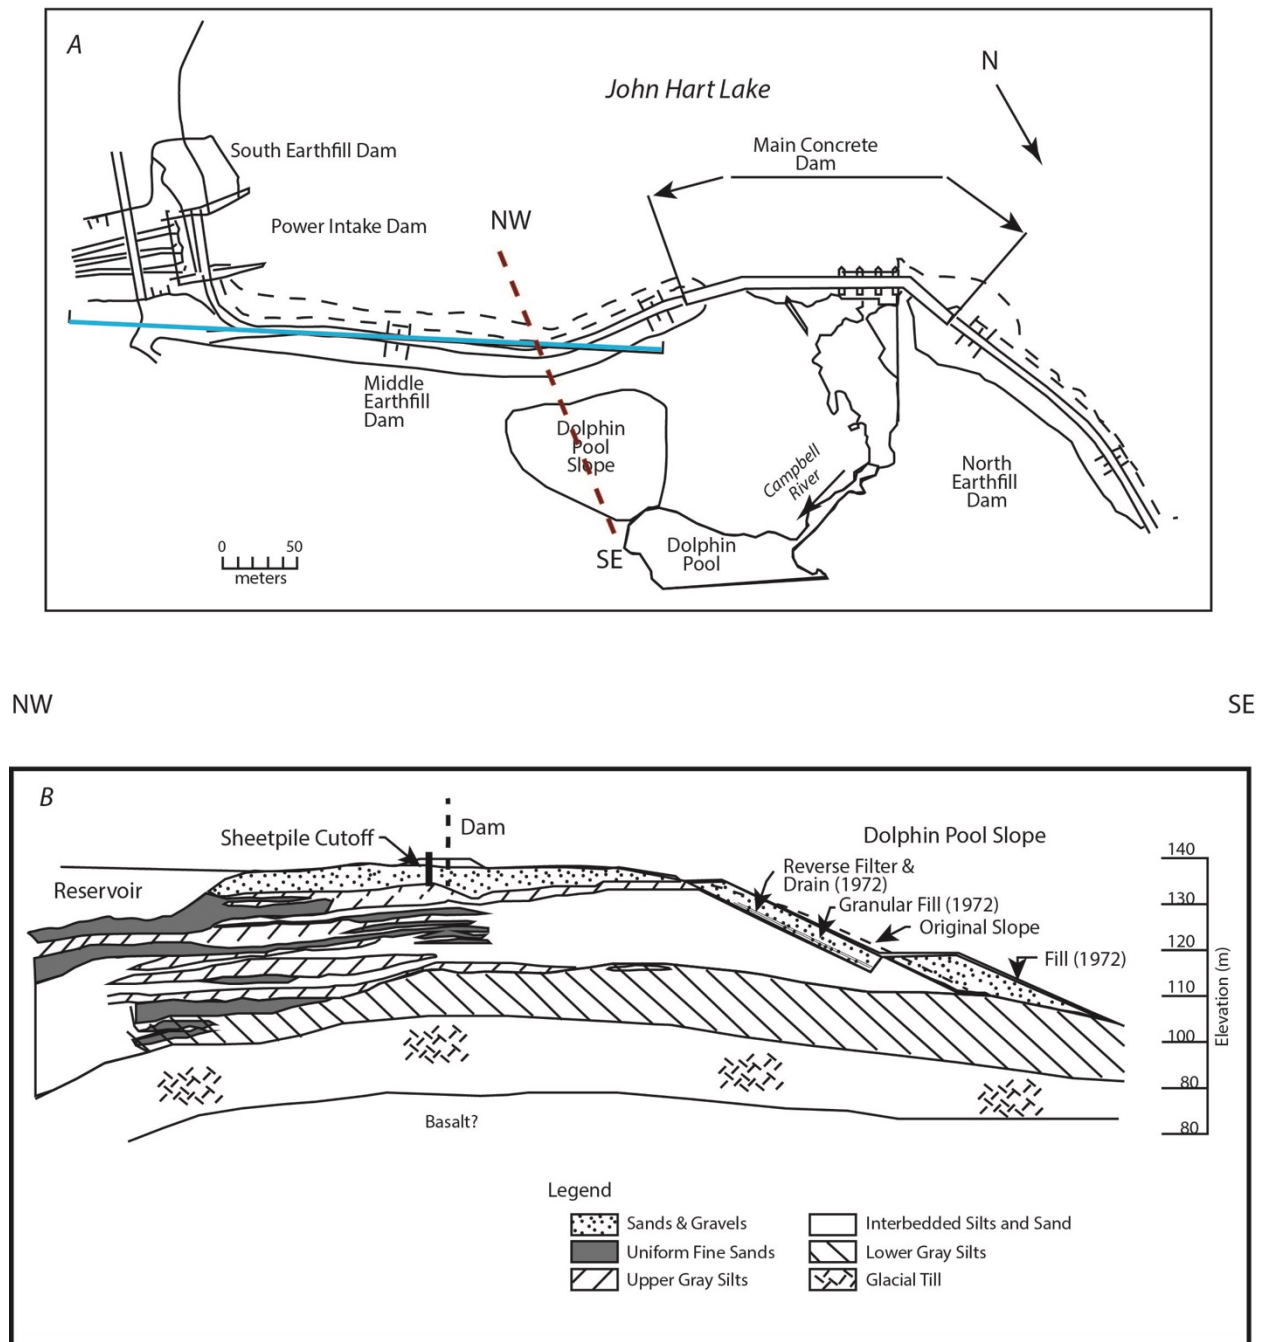 A
John Hart Lake
N
South Earthfill Dam
Main Concrete
Dam
Power Intake Dam
NW
Middle
Earthfill
Dam
Dolphin
Pool
Slope
Campbell
River
North
Earthfill
Dam
0 50
meters
SE
Dolphin
Pool
NW
SE
B
Dam
Sheetpile Cutoff
Dolphin Pool Slope
Reservoir
Reverse Filter &
Drain (1972)
Granular Fill (1972)
Original Slope
Fill (1972)
140
130
120
110
100
80
80
Elevation (m)
Basalt?
Legend
Sands & Gravels
Interbedded Silts and Sand
Uniform Fine Sands
Lower Gray Silts
Upper Gray Silts
Glacial Till